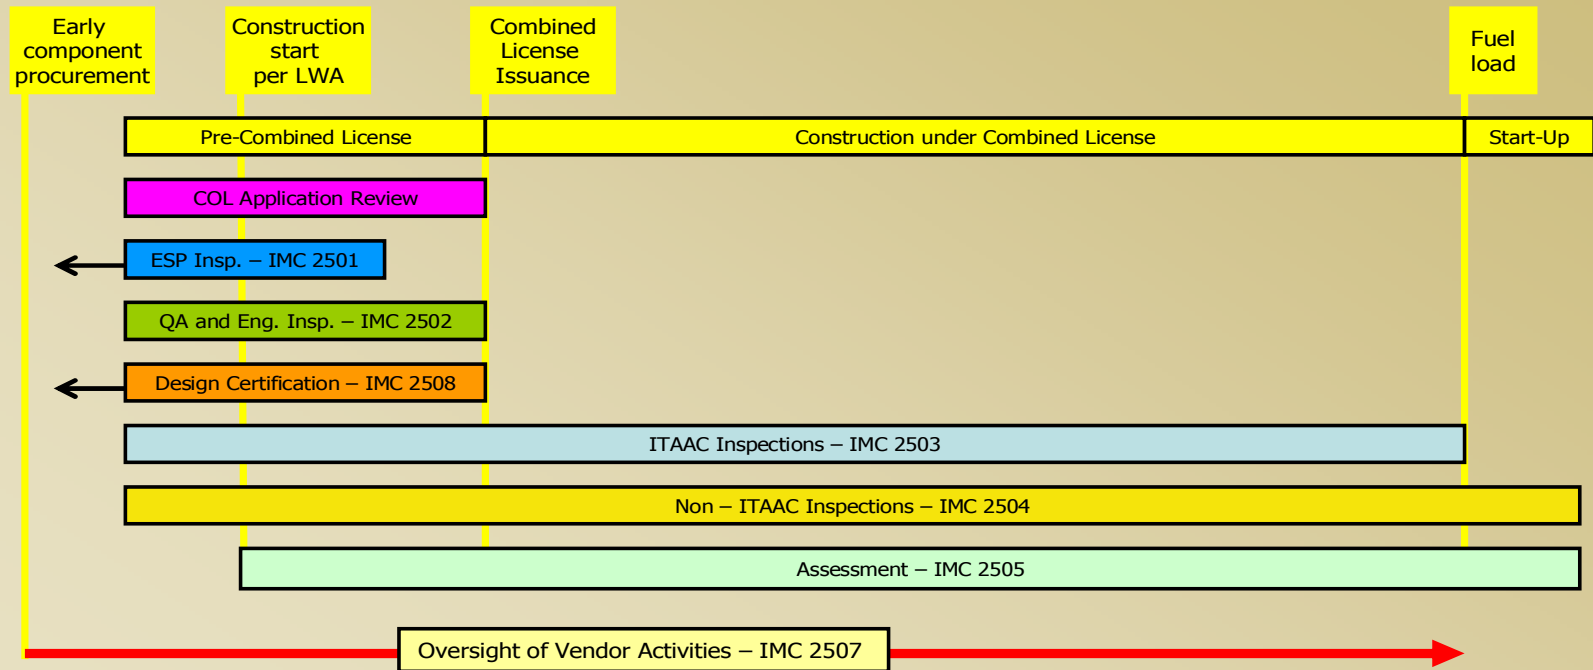 Early
component
procurement
Construction
start
per LWA
Combined
License
Issuance
Fuel
load
Pre-Combined License
Construction under Combined License
Start-Up
COL Application Review
ESP Insp. – IMC 2501
QA and Eng. Insp. – IMC 2502
Design Certification – IMC 2508
ITAAC Inspections – IMC 2503
Non – ITAAC Inspections – IMC 2504
Assessment – IMC 2505
Oversight of Vendor Activities – IMC 2507